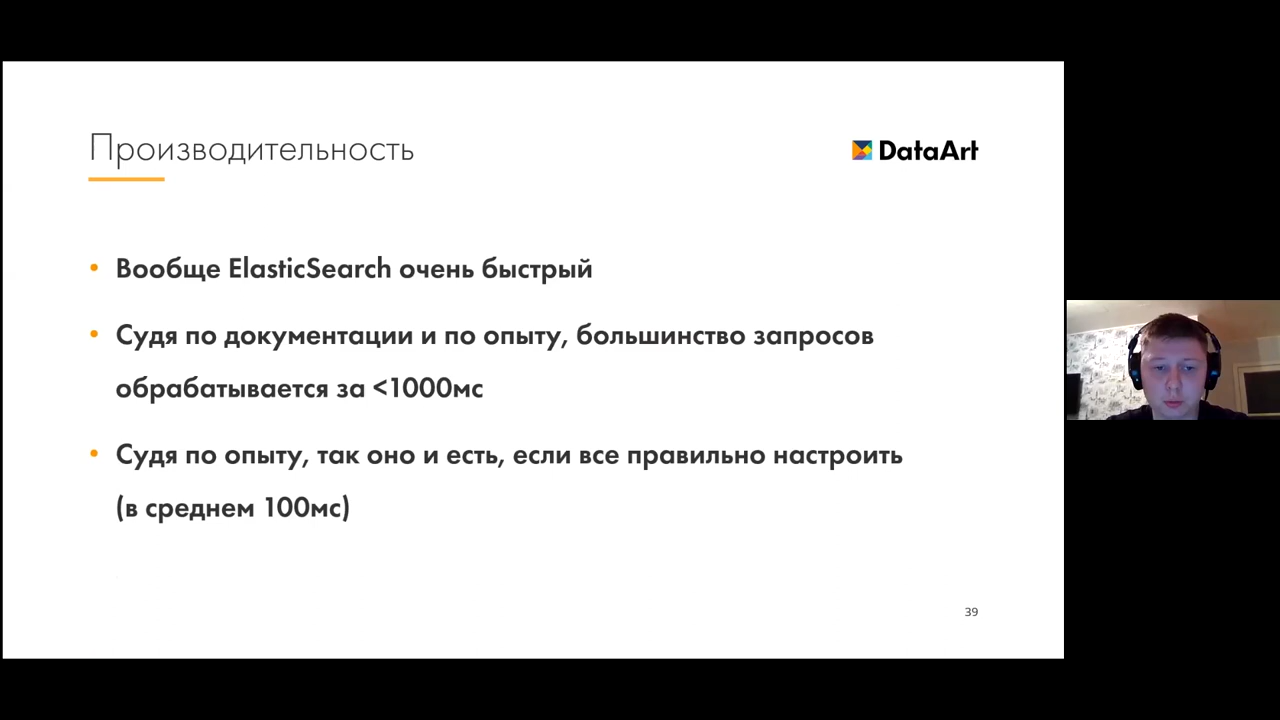 Производительность
DataArt
Вообще ElasticSearch очень быстрый
Судя по документации и по опыту, большинство запросов
обрабатывается за <1000мс
Судя по опыту, так оно и есть, если все правильно настроить
(в среднем 100мс)
39